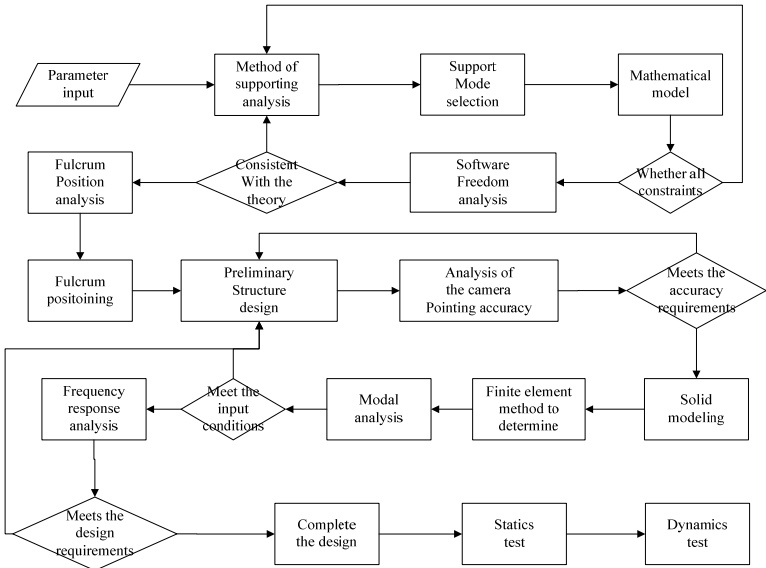 Parameter
input
Method of
supporting
analysis
Support
Mode
selection
Mathematical
model
Fulcrum
Position
analysis
Consistent
With the
theory
Software
Freedom
analysis
Whether all
constraints
Fulcrum
positoining
Preliminary
Structure
design
Analysis of
the camera
Pointing accuracy
Meets the
accuracy
requirements
Frequency
response
analysis
Meet the
input
conditions
Modal
analysis
Finite element
method to
determine
Solid
modeling
Meets the
design
requirements
Complete
the design
Statics
test
Dynamics
test